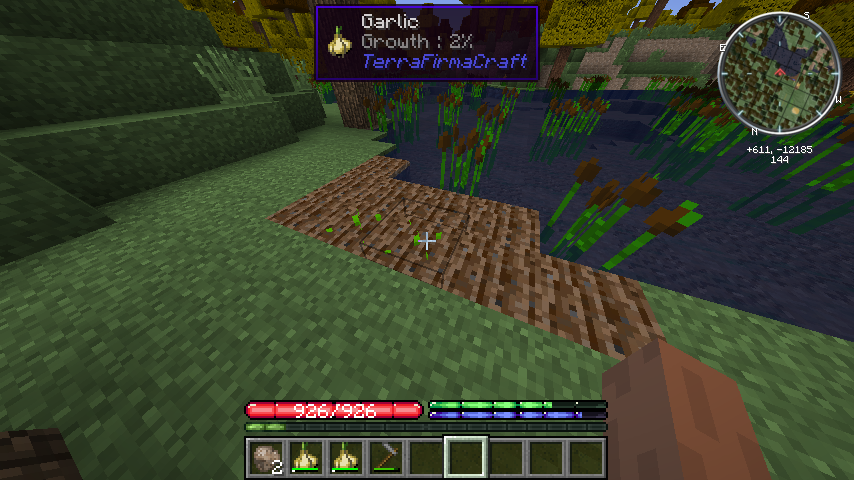 Garlic
Growth : 2%
TerraFirmaCraft
S
E
W
N
+611, -12185
144
926/926
2